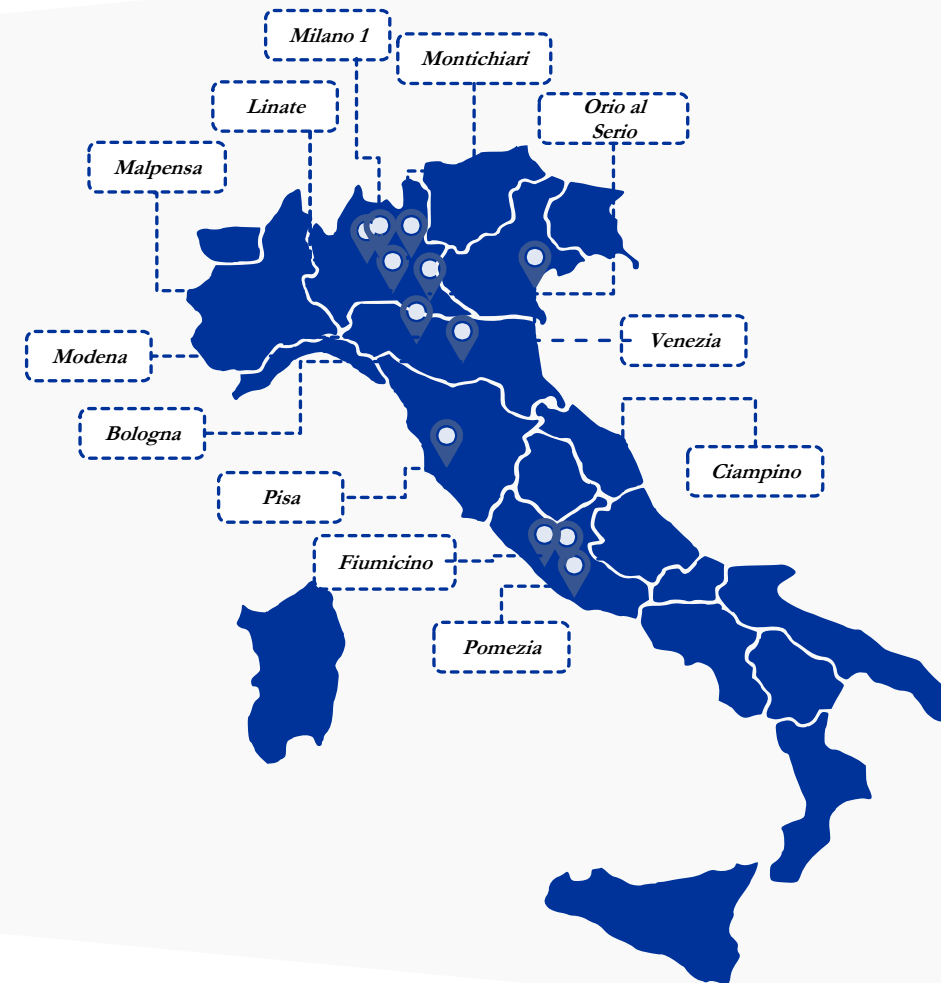 Milano 1
Montichiari
Linate
Orio al
Serio
Malpensa
Modena
Venezia
Bologna
Ciampino
Pisa
Fiumicino
Pomezia